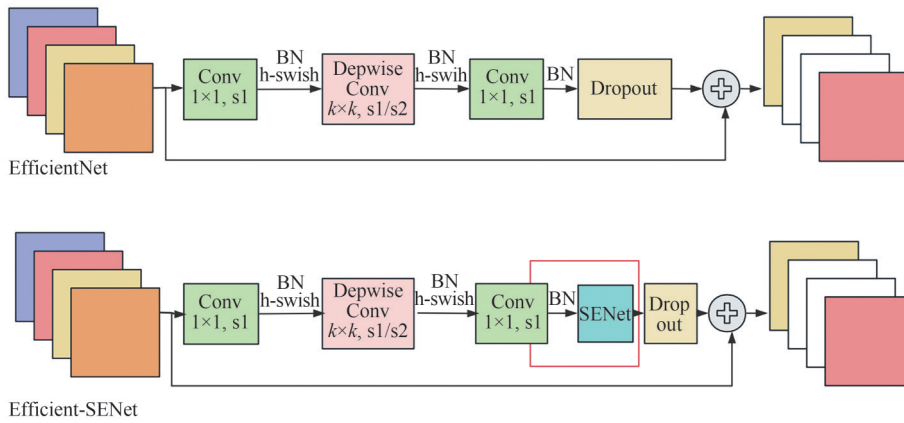 BN
h-swish
BN
h-swih
BN
Conv
1×1, s1
Depwise
Conv
k×k, s1/s2
Conv
1×1, s1
Dropout
EfficientNet
BN
h-swish
BN
h-swish
BN
Conv
1×1, s1
Depwise
Conv
k×k, s1/s2
Conv
1×1, s1
SENet
Drop
out
Efficient-SENet